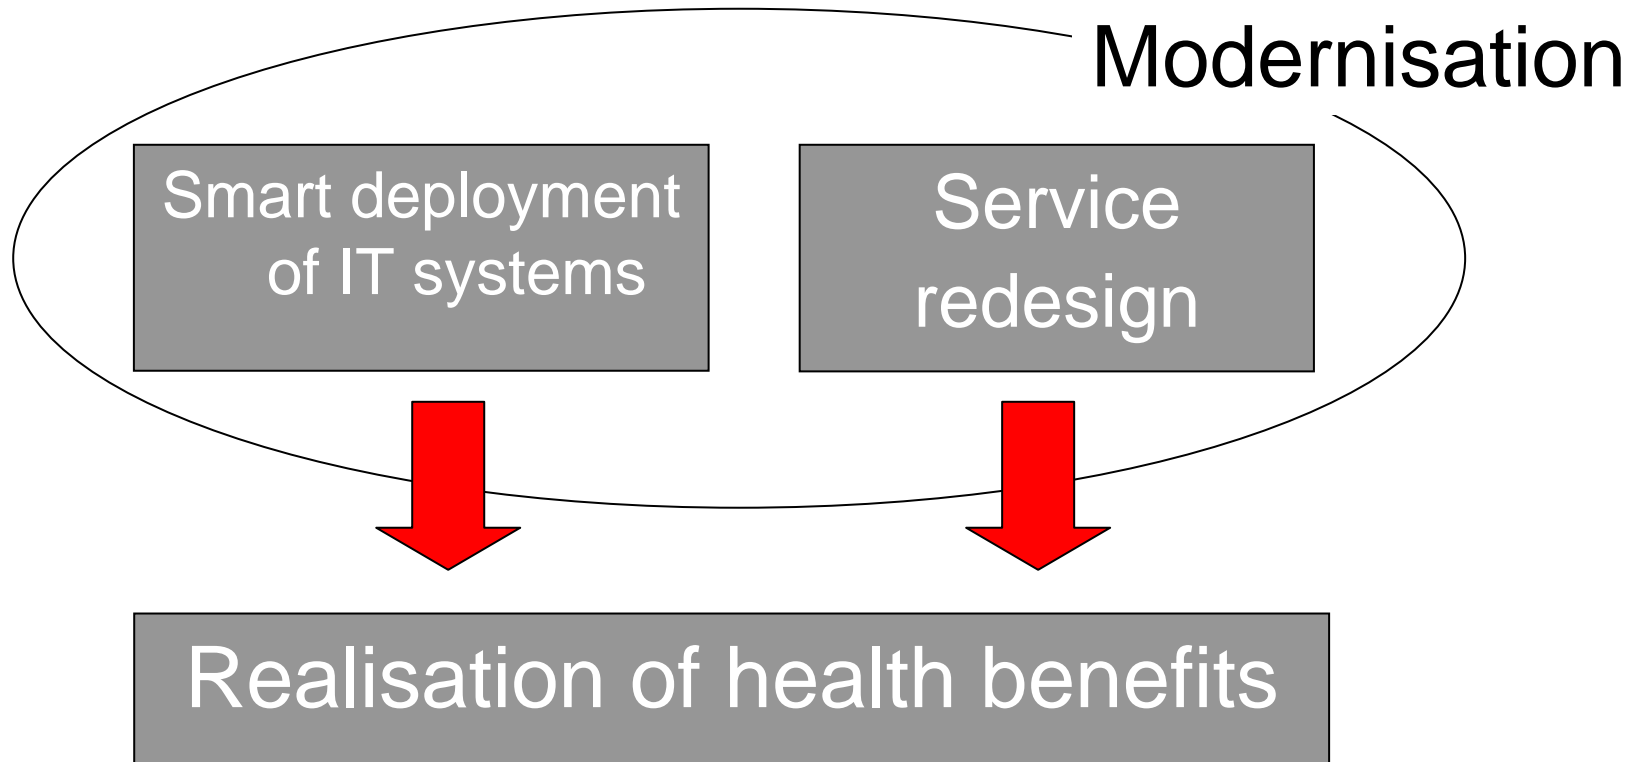 Modernisation
Smart deployment
of IT systems
Service
redesign
Realisation of health benefits